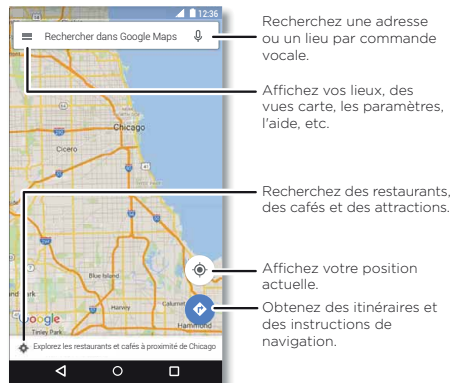 12:36
Rechercher dans Google Maps
Chicago
Cicero
Blue Island
Harvey
Calumet
Hammond
Tinley Park
Google
Explorez les restaurants et cafés à proximité de Chicago
Recherchez une adresse
ou un lieu par commande
vocale.
Affichez vos lieux, des
vues carte, les paramètres,
l'aide, etc.
Recherchez des restaurants,
des cafés et des attractions.
Affichez votre position
actuelle.
Obtenez des itinéraires et
des instructions de
navigation.